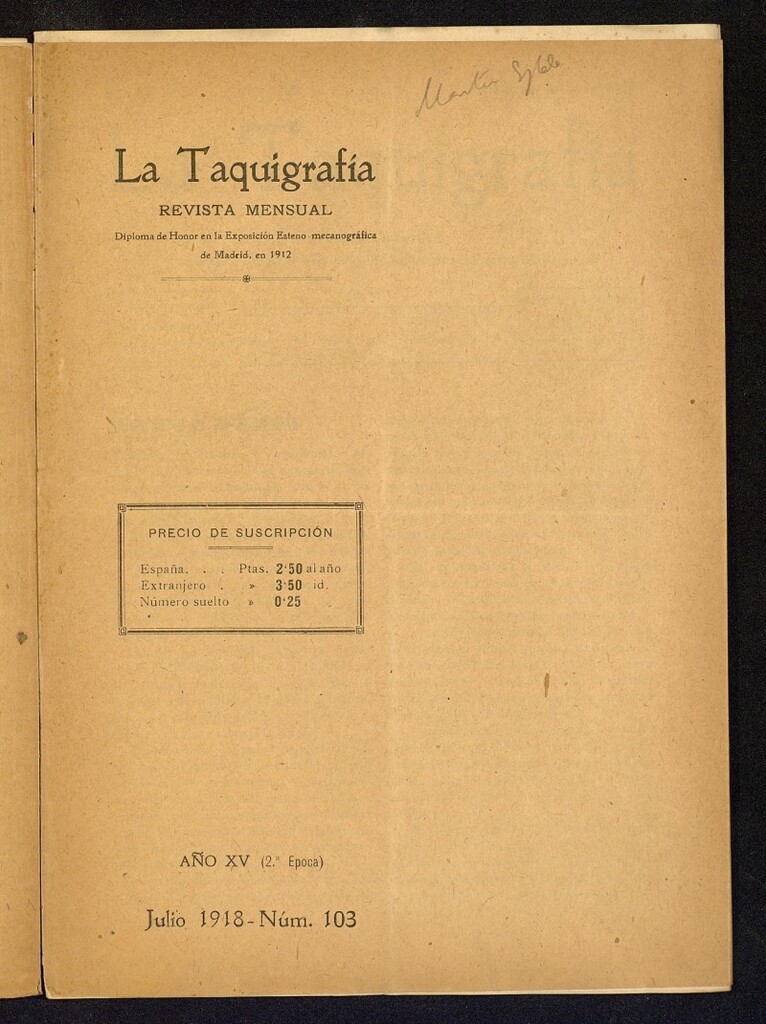 La Taquigrafía
REVISTA MENSUAL
Diploma de Honor en la Exposición Esteno-mecanográfica
de Madrid, en 1912
PRECIO DE SUSCRIPCIÓN
España. . . Ptas. 2'50 al año
Extranjero . » 3'50 id.
Número suelto » 0'25
AÑO XV (2.ª Epoca)
Julio 1918 - Núm. 103